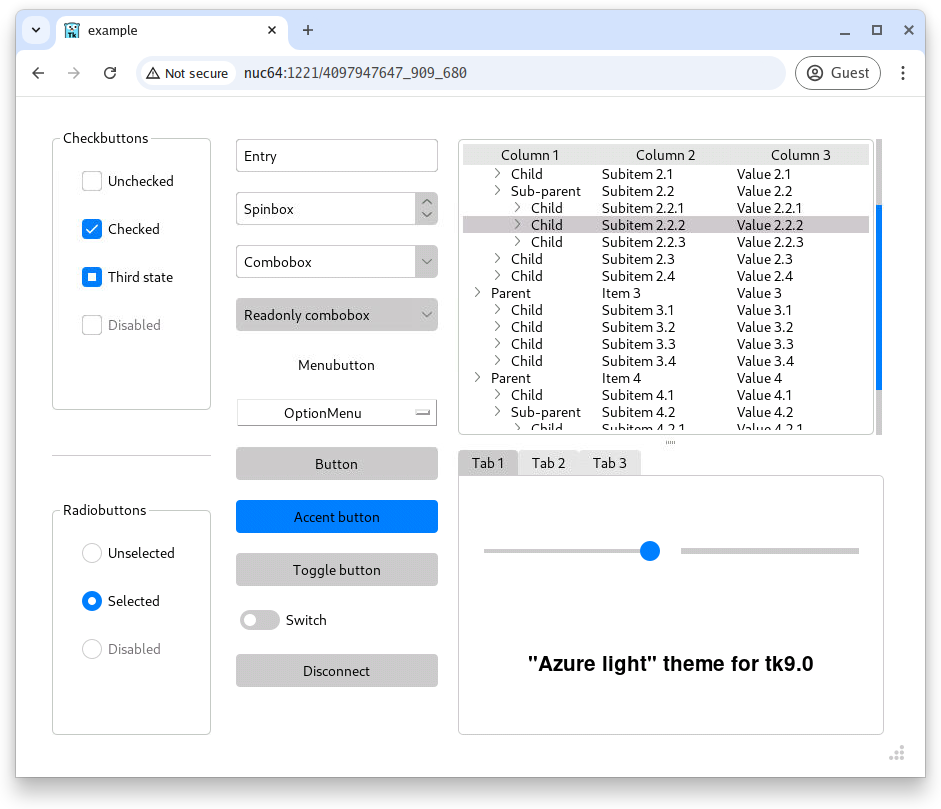 example
Not secure nuc64:1221/4097947647_909_680 Guest
Checkbuttons
Unchecked
Checked
Third state
Disabled
Radiobuttons
Unselected
Selected
Disabled
Entry
Spinbox
Combobox
Readonly combobox
Menubutton
OptionMenu
Button
Accent button
Toggle button
Switch
Disconnect
Column 1 Column 2 Column 3
Child Subitem 2.1 Value 2.1
Sub-parent Subitem 2.2 Value 2.2
Child Subitem 2.2.1 Value 2.2.1
Child Subitem 2.2.2 Value 2.2.2
Child Subitem 2.2.3 Value 2.2.3
Child Subitem 2.3 Value 2.3
Child Subitem 2.4 Value 2.4
Parent Item 3 Value 3
Child Subitem 3.1 Value 3.1
Child Subitem 3.2 Value 3.2
Child Subitem 3.3 Value 3.3
Child Subitem 3.4 Value 3.4
Parent Item 4 Value 4
Child Subitem 4.1 Value 4.1
Sub-parent Subitem 4.2 Value 4.2
Child Subitem 4.2.1 Value 4.2.1
Tab 1 Tab 2 Tab 3
"Azure light" theme for tk9.0